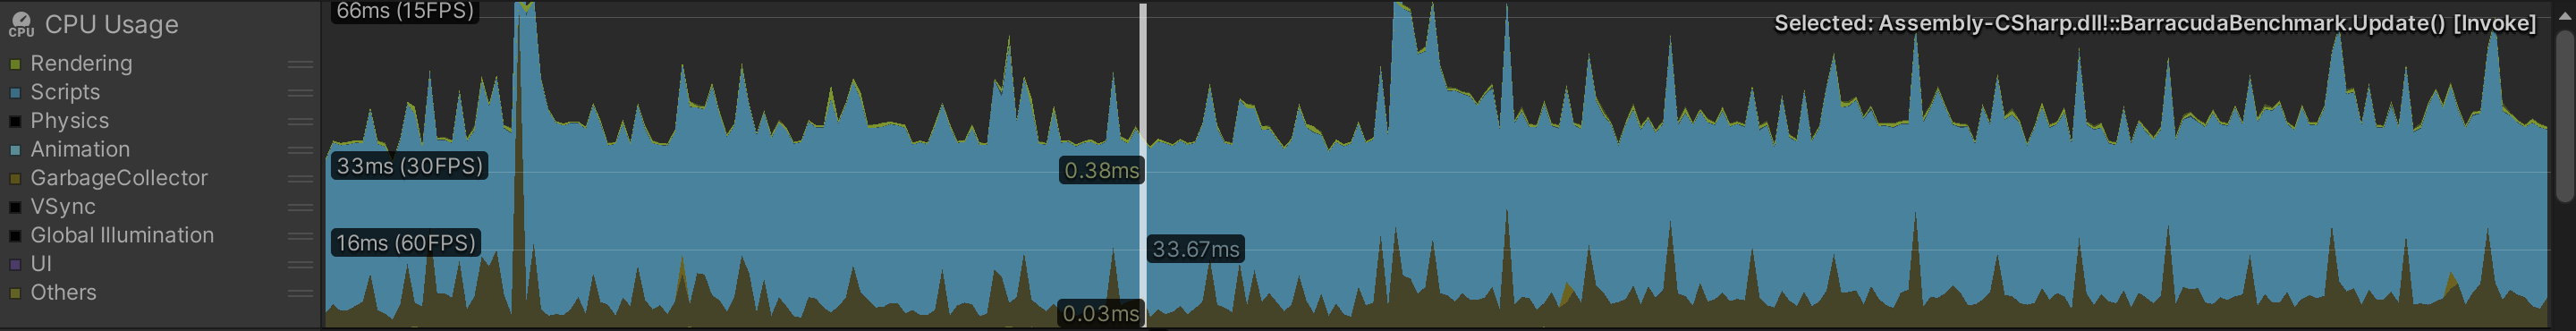 CPU CPU Usage
Rendering
Scripts
Physics
Animation
GarbageCollector
VSync
Global Illumination
UI
Others
66ms (15FPS)
Selected: Assembly-CSharp.dll!::BarracudaBenchmark.Update() [Invoke]
33ms (30FPS)
0.38ms
16ms (60FPS)
33.67ms
0.03ms